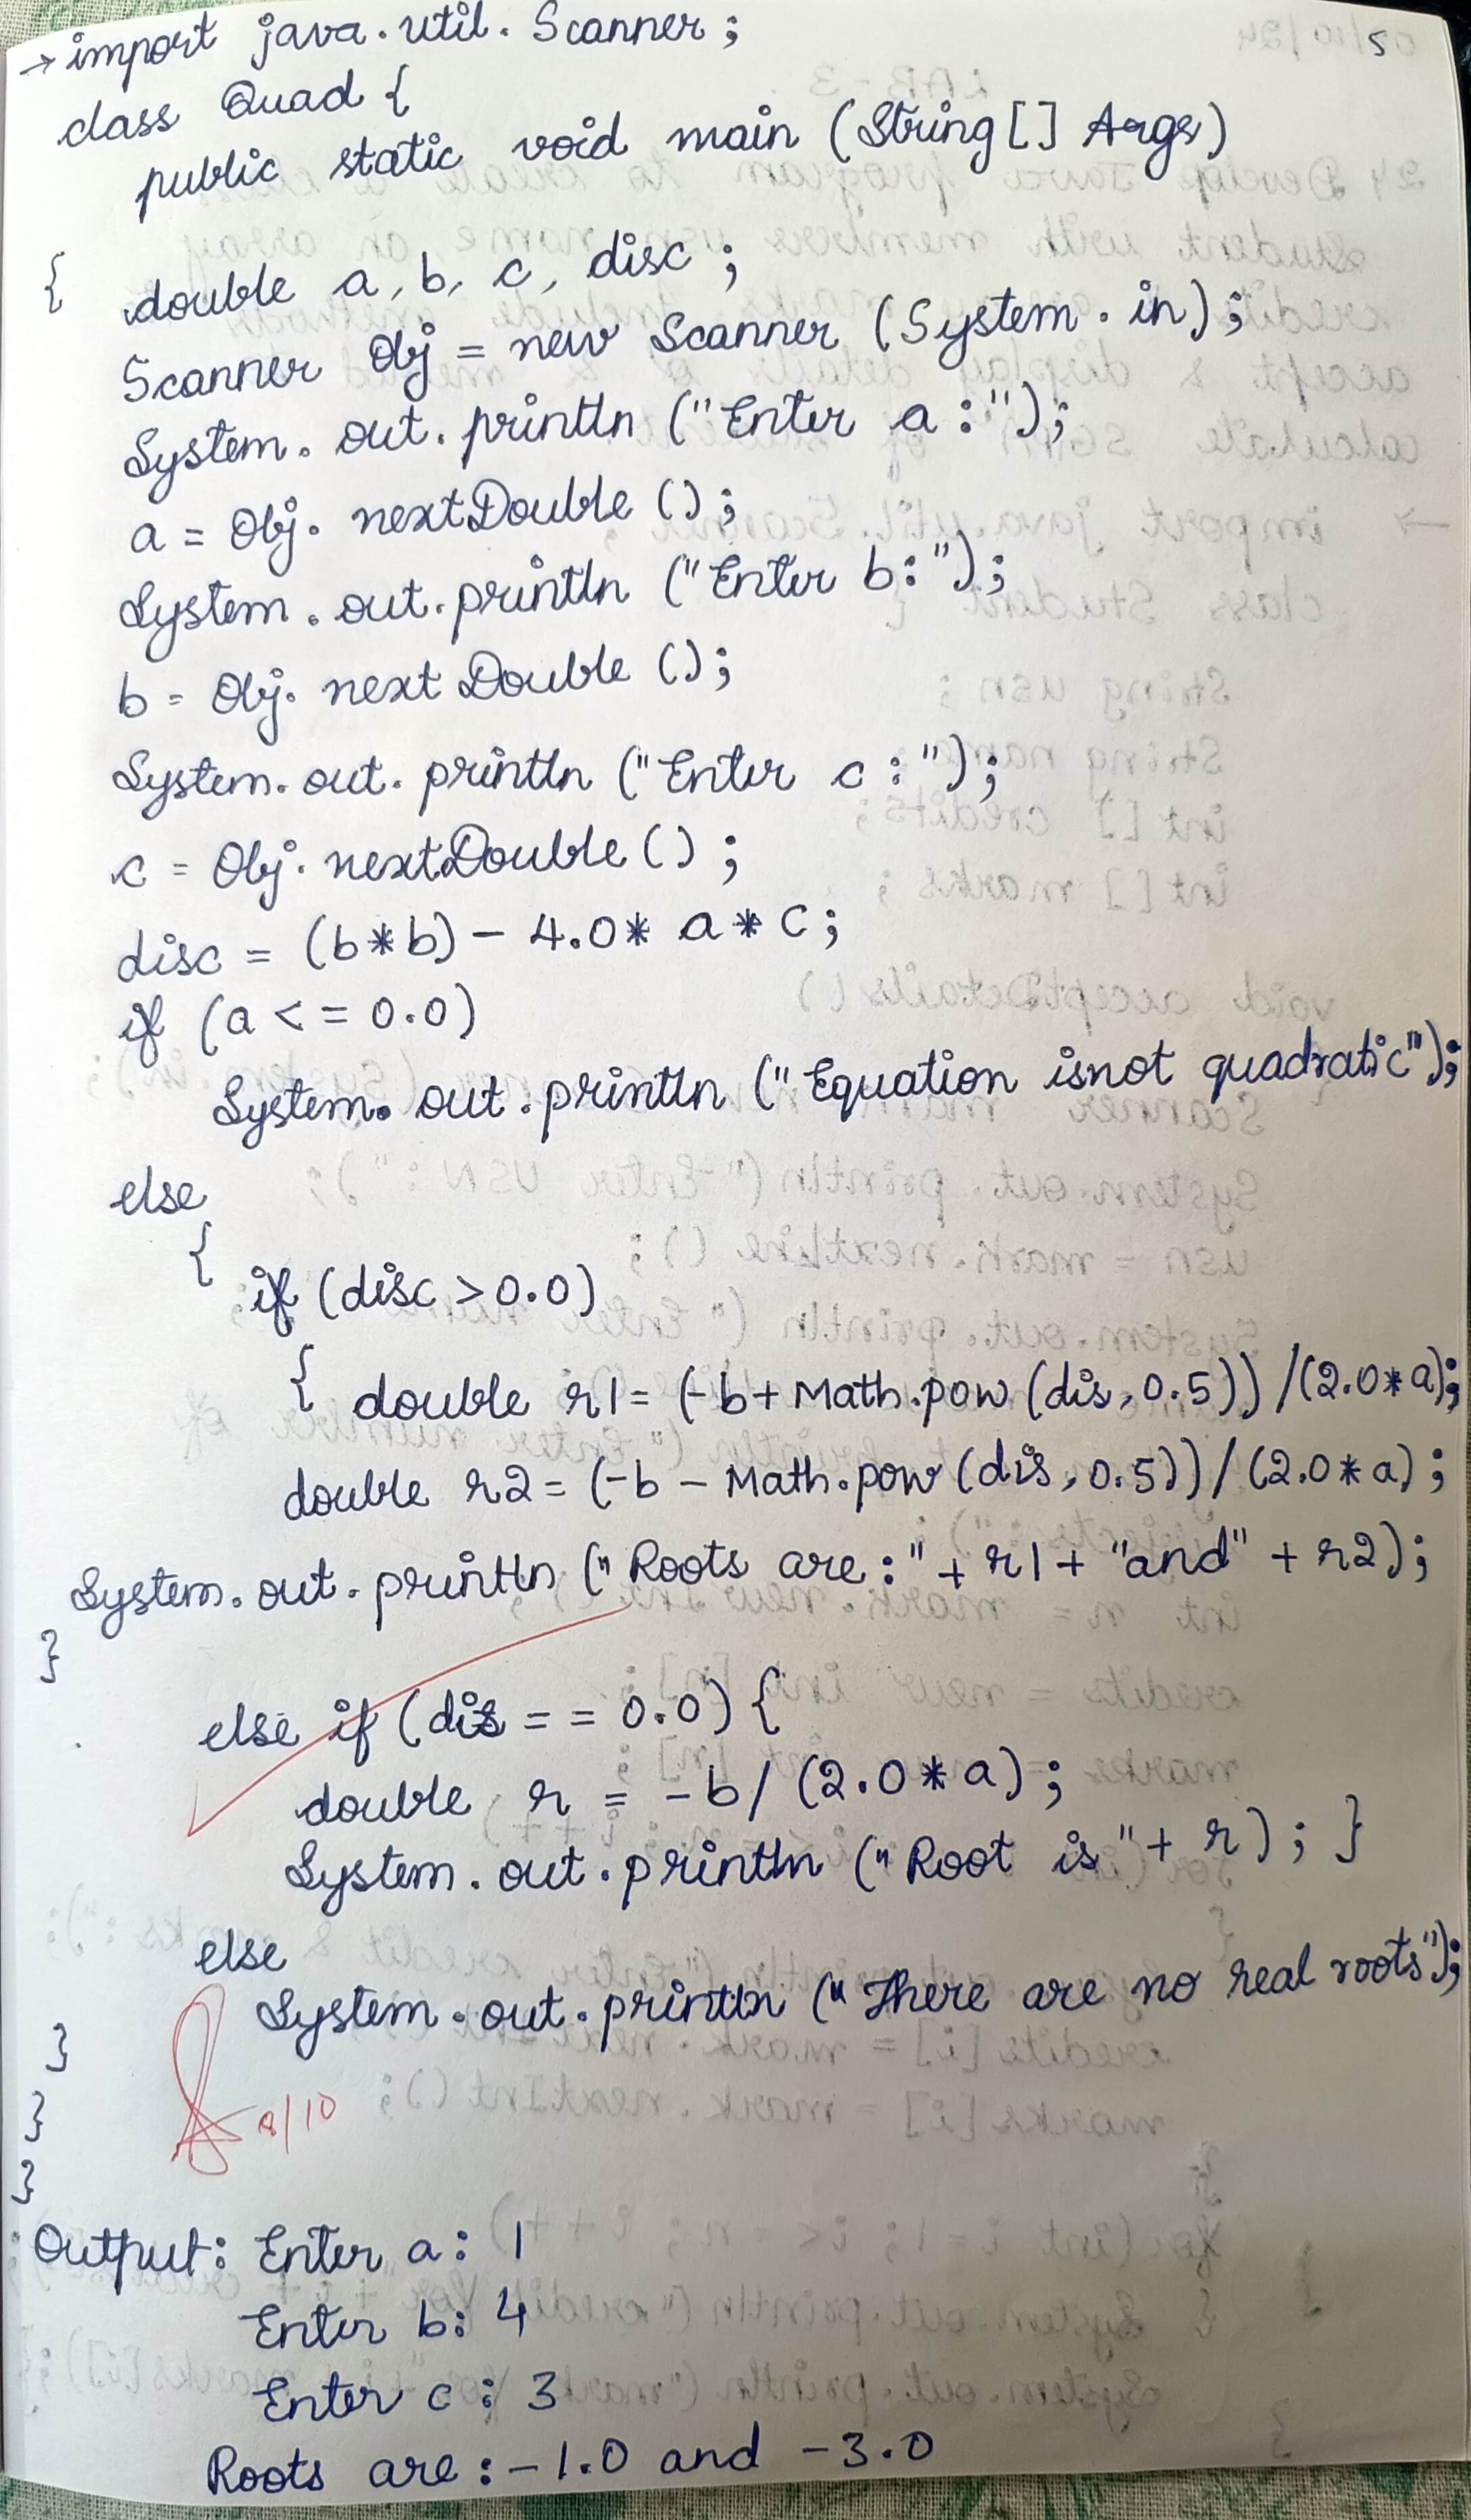 → import java.util.Scanner;
class Quad {
public static void main (String[] Args)
{ double a, b, c, disc;
Scanner Obj = new Scanner (System.in);
System.out.println ("Enter a:");
a = Obj.nextDouble ();
System.out.println ("Enter b:");
b = Obj.nextDouble ();
System.out.println ("Enter c:");
c = Obj.nextDouble ();
disc = (b*b) - 4.0* a*c;
if (a <= 0.0)
System.out.println ("Equation isnot quadratic");
else
{ if (disc > 0.0)
{ double r1 = (-b+Math.pow(dis, 0.5))/(2.0*a);
double r2 = (-b - Math.pow(dis, 0.5))/(2.0*a);
System.out.println ("Roots are:" + r1 + "and" + r2);
}
else if (dis == 0.0) {
double r = -b/(2.0*a);
System.out.println ("Root is" + r); }
else
System.out.println ("There are no real roots");
}
}
8/10
}
Output: Enter a: 1
Enter b: 4
Enter c: 3
Roots are: -1.0 and -3.0